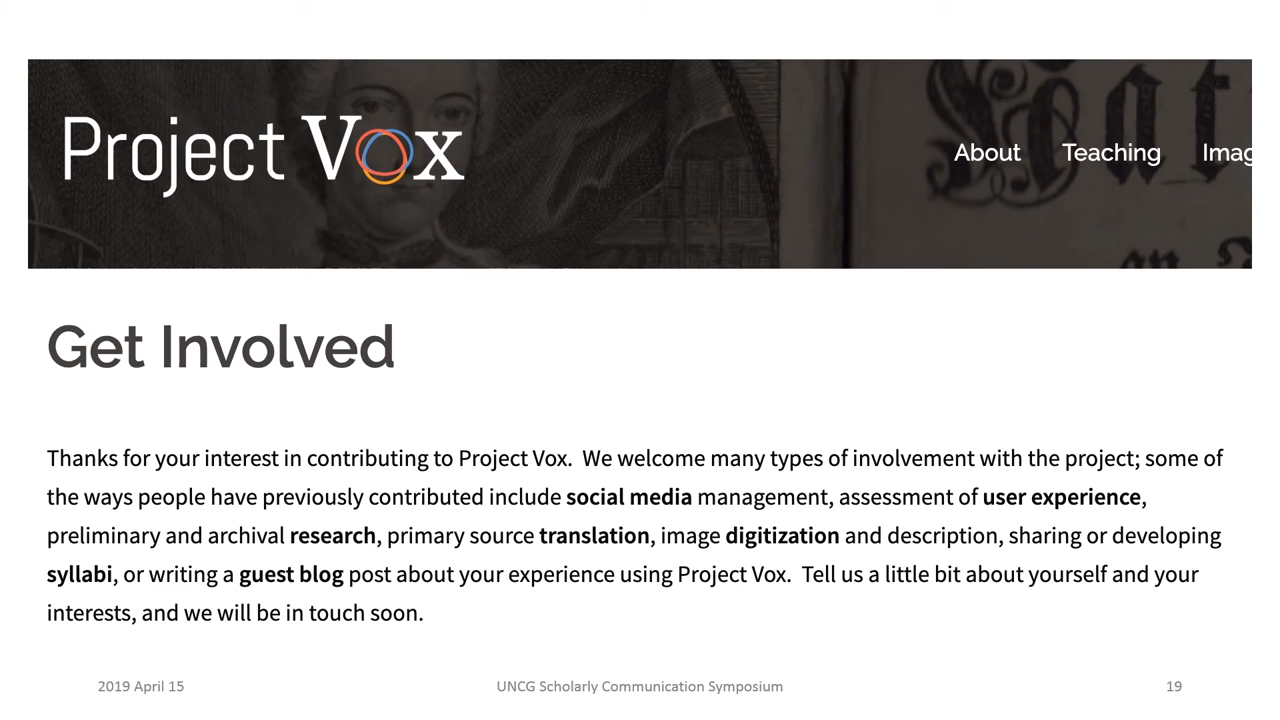 Project Vox
About Teaching Imag
Get Involved
Thanks for your interest in contributing to Project Vox.  We welcome many types of involvement with the project; some of
the ways people have previously contributed include social media management, assessment of user experience,
preliminary and archival research, primary source translation, image digitization and description, sharing or developing
syllabi, or writing a guest blog post about your experience using Project Vox.  Tell us a little bit about yourself and your
interests, and we will be in touch soon.
2019 April 15 UNCG Scholarly Communication Symposium 19